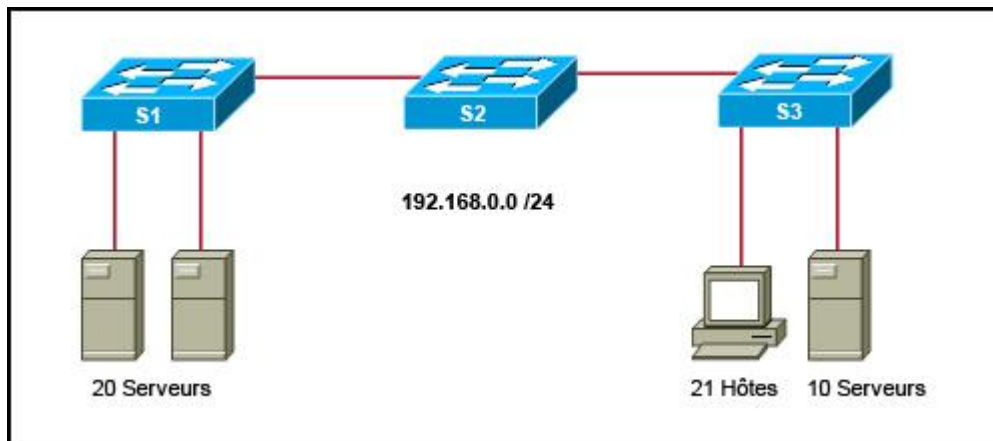 S1
S2
S3
192.168.0.0 /24
20 Serveurs
21 Hôtes
10 Serveurs